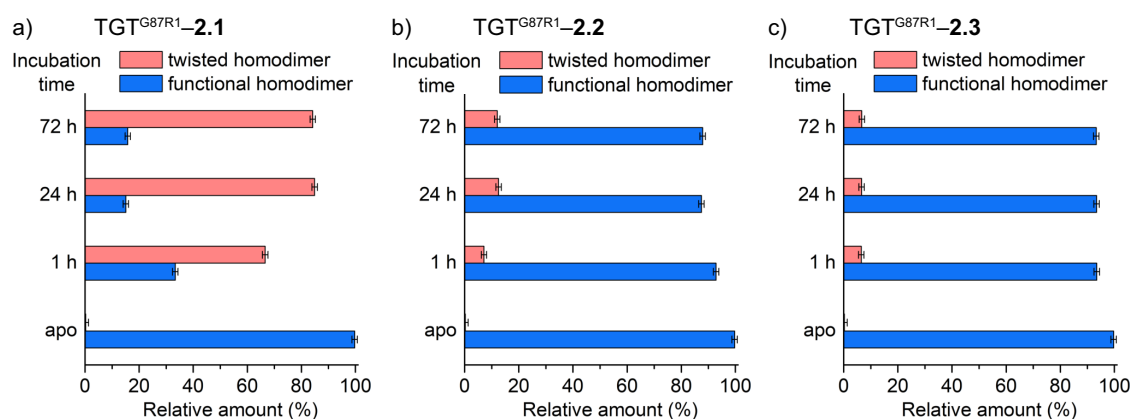 a) TGTG87R1–2.1
Incubation time
twisted homodimer
functional homodimer
72 h
24 h
1 h
apo
0 20 40 60 80 100
Relative amount (%)
b) TGTG87R1–2.2
Incubation time
twisted homodimer
functional homodimer
72 h
24 h
1 h
apo
0 20 40 60 80 100
Relative amount (%)
c) TGTG87R1–2.3
Incubation time
twisted homodimer
functional homodimer
72 h
24 h
1 h
apo
0 20 40 60 80 100
Relative amount (%)